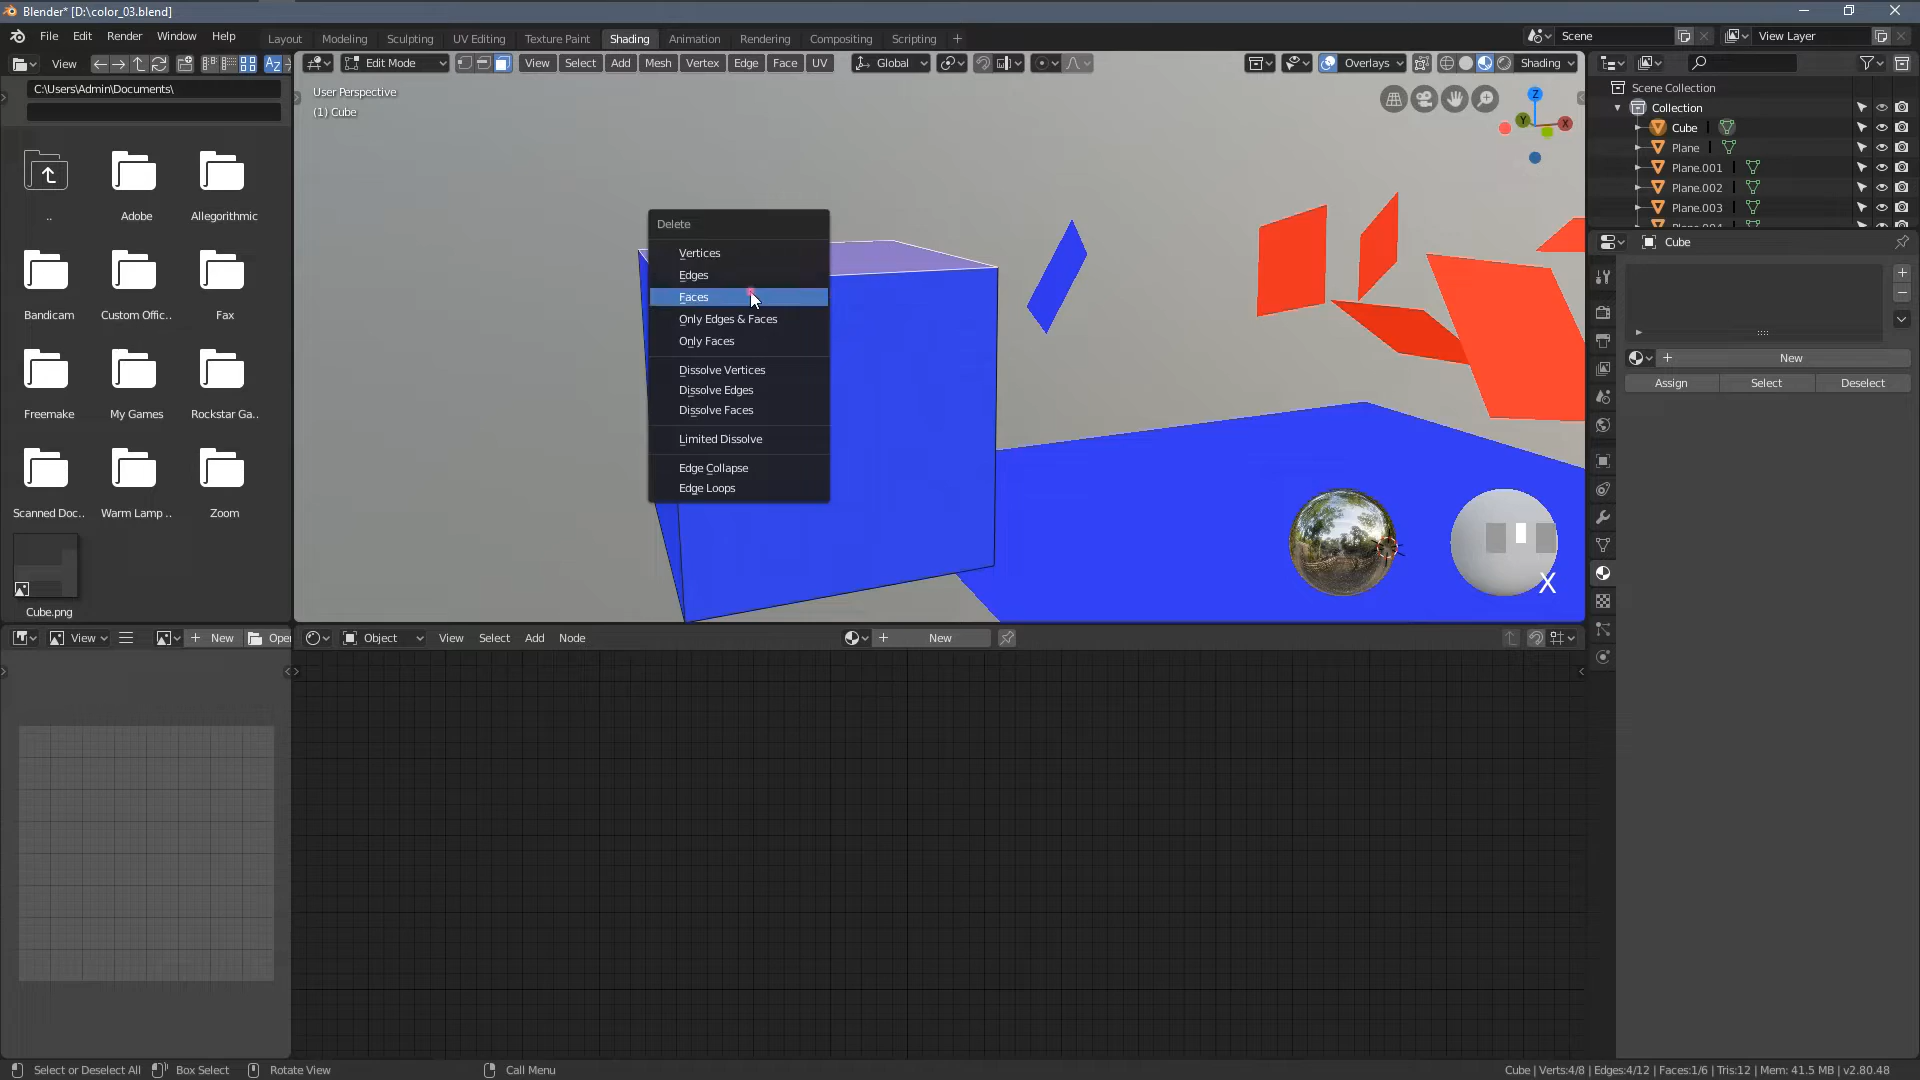 Blender* [D:\color_03.blend]
File Edit Render Window Help
Layout Modeling Sculpting UV Editing Texture Paint Shading Animation Rendering Compositing Scripting +
Scene
View Layer
View
Edit Mode
View Select Add Mesh Vertex Edge Face UV
Global
Overlays
Shading
C:\Users\Admin\Documents\
User Perspective
(1) Cube
Z
Y
X
Scene Collection
Collection
Cube
Plane
Plane.001
Plane.002
Plane.003
..
Adobe
Allegorithmic
Bandicam
Custom Offic..
Fax
Freemake
My Games
Rockstar Ga..
Scanned Doc..
Warm Lamp ..
Zoom
Cube.png
Delete
Vertices
Edges
Faces
Only Edges & Faces
Only Faces
Dissolve Vertices
Dissolve Edges
Dissolve Faces
Limited Dissolve
Edge Collapse
Edge Loops
X
Cube
New
Assign Select Deselect
View
New
Open
Object
View Select Add Node
New
Select or Deselect All
Box Select
Rotate View
Call Menu
Cube | Verts:4/8 | Edges:4/12 | Faces:1/6 | Tris:12 | Mem: 41.5 MB | v2.80.48